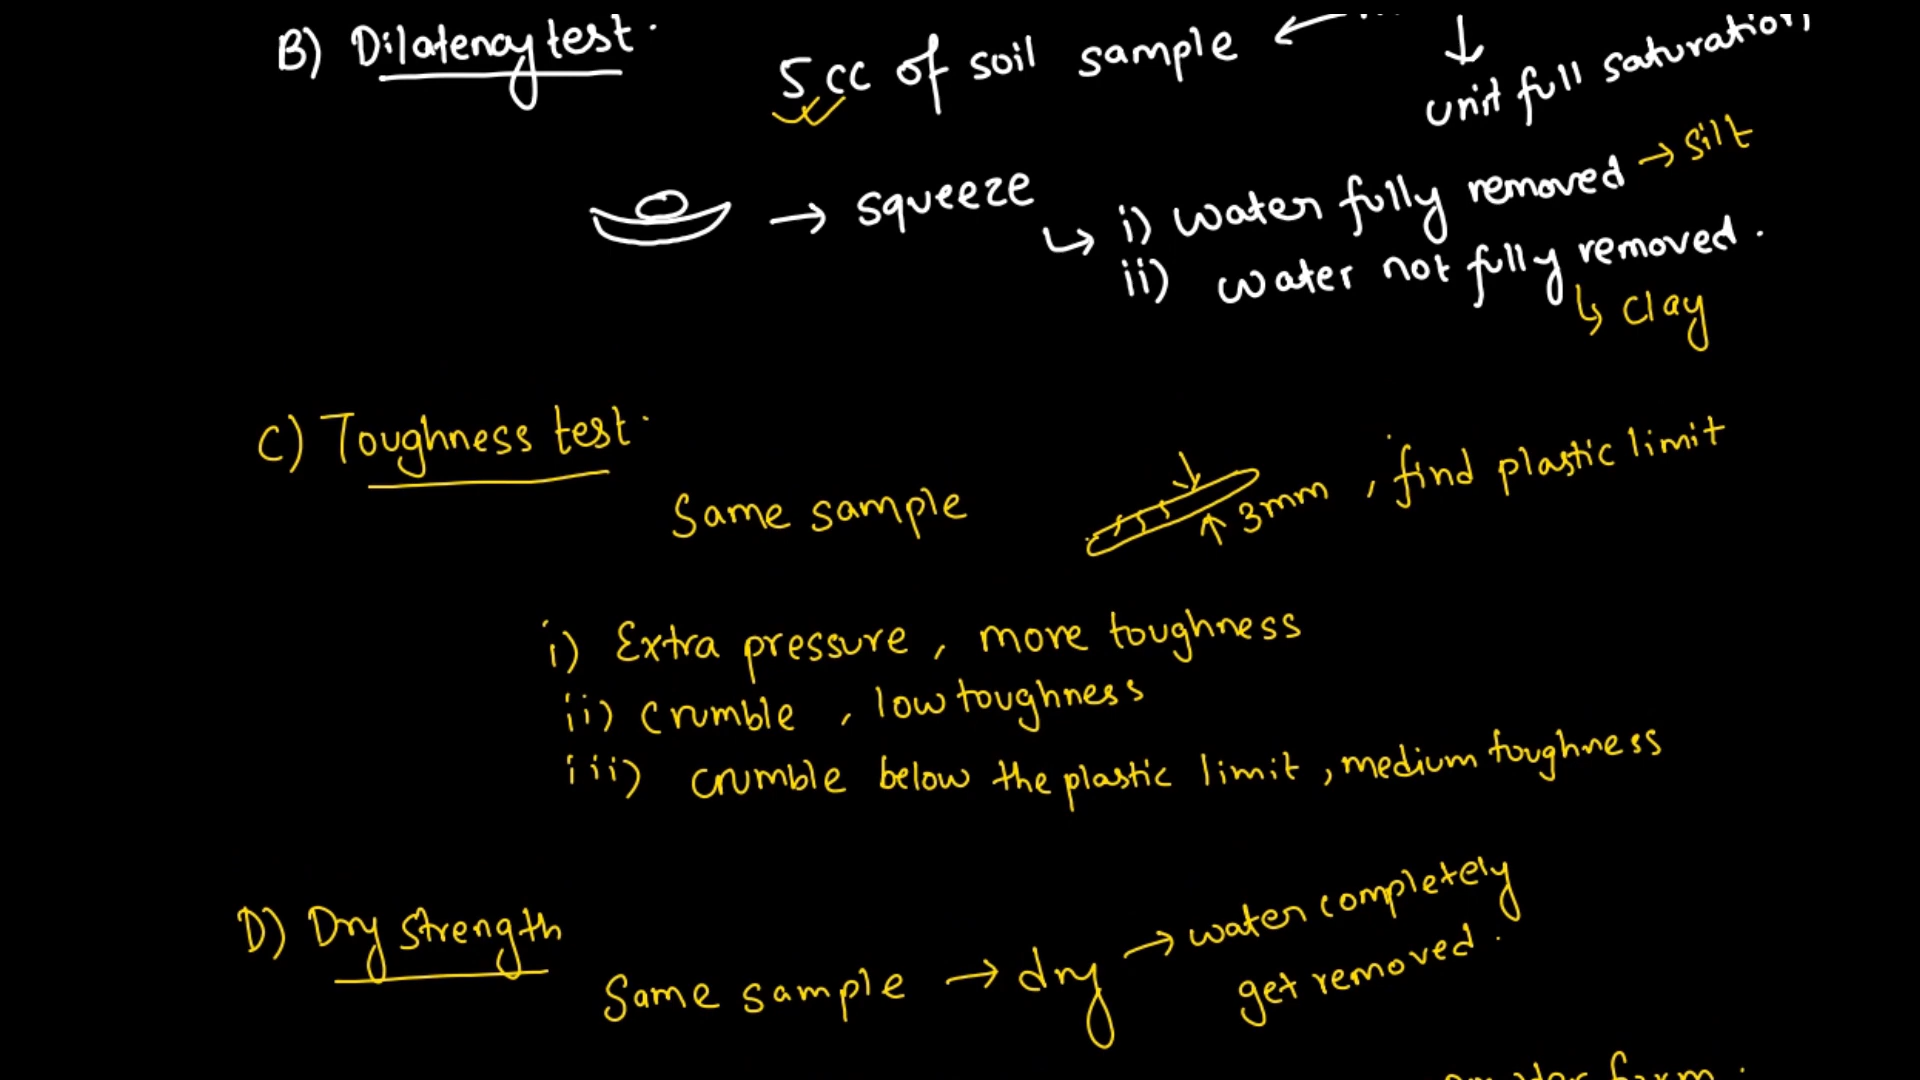 B) Dilatency test.
5 cc of soil sample ←
↓
unit full saturation
→ squeeze
↳ i) water fully removed → silt
ii) water not fully removed.
↳ clay
C) Toughness test.
Same sample
3mm, find plastic limit
i) Extra pressure, more toughness
ii) crumble, low toughness
iii) crumble below the plastic limit, medium toughness
D) Dry strength
Same sample → dry → water completely
get removed.
form.